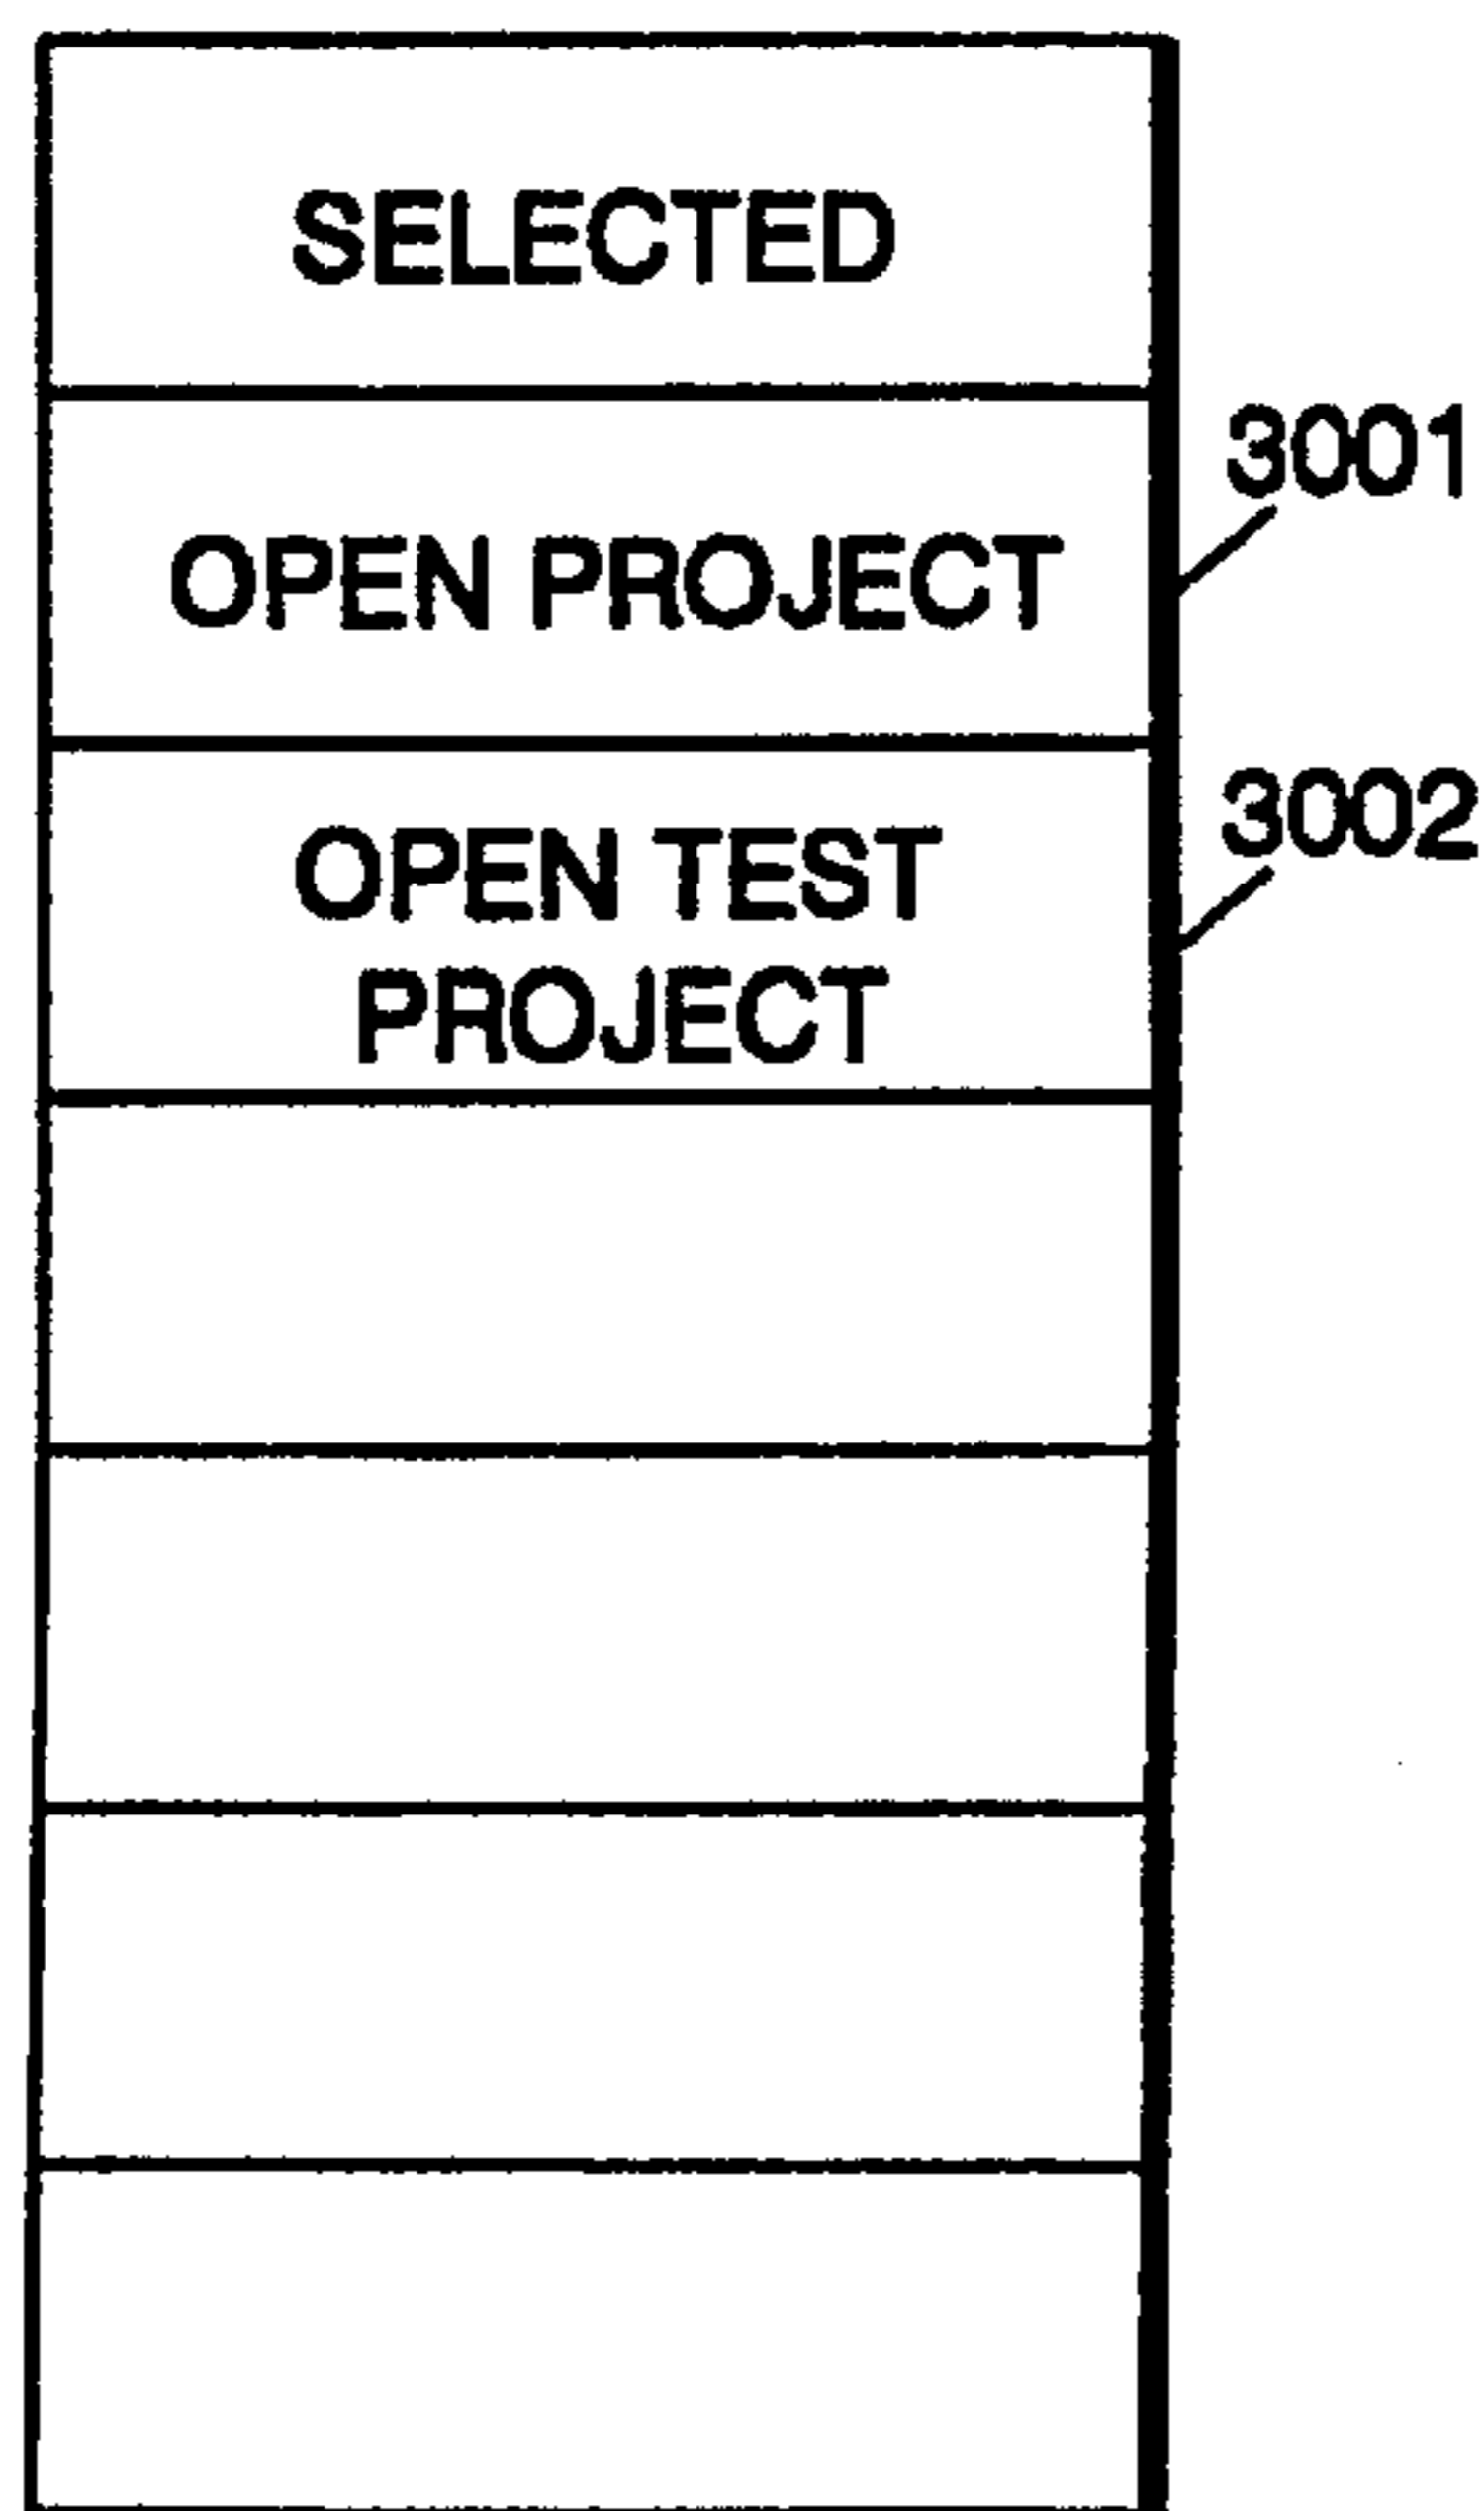 SELECTED
3001
OPEN PROJECT
3002
OPEN TEST
PROJECT